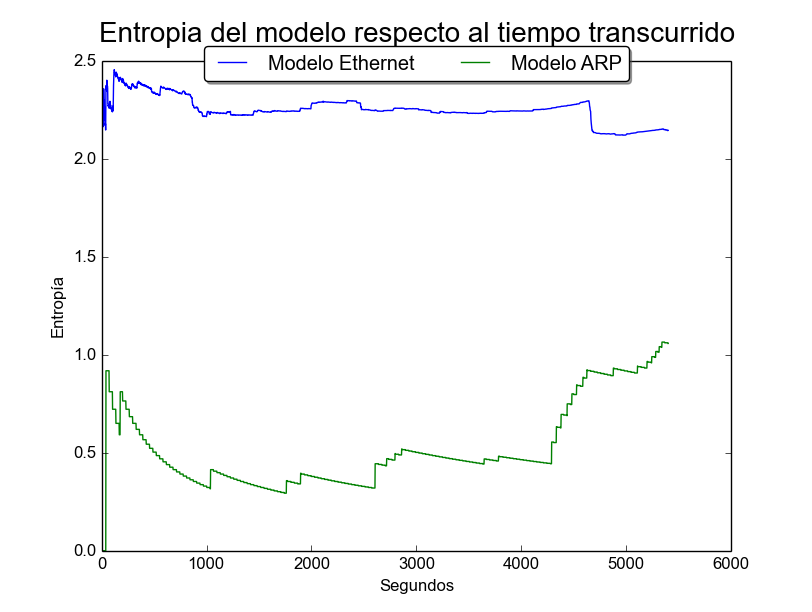 Entropia del modelo respecto al tiempo transcurrido
Modelo Ethernet
Modelo ARP
2.5
2.0
1.5
1.0
0.5
0.0
Entropía
0
1000
2000
3000
4000
5000
6000
Segundos